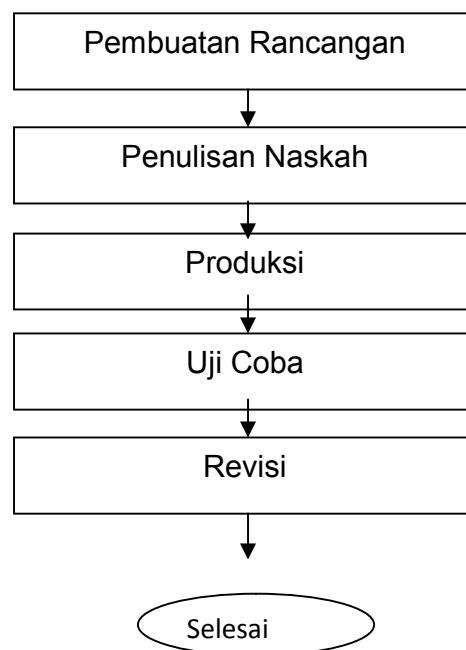 Pembuatan Rancangan
Penulisan Naskah
Produksi
Uji Coba
Revisi
Selesai